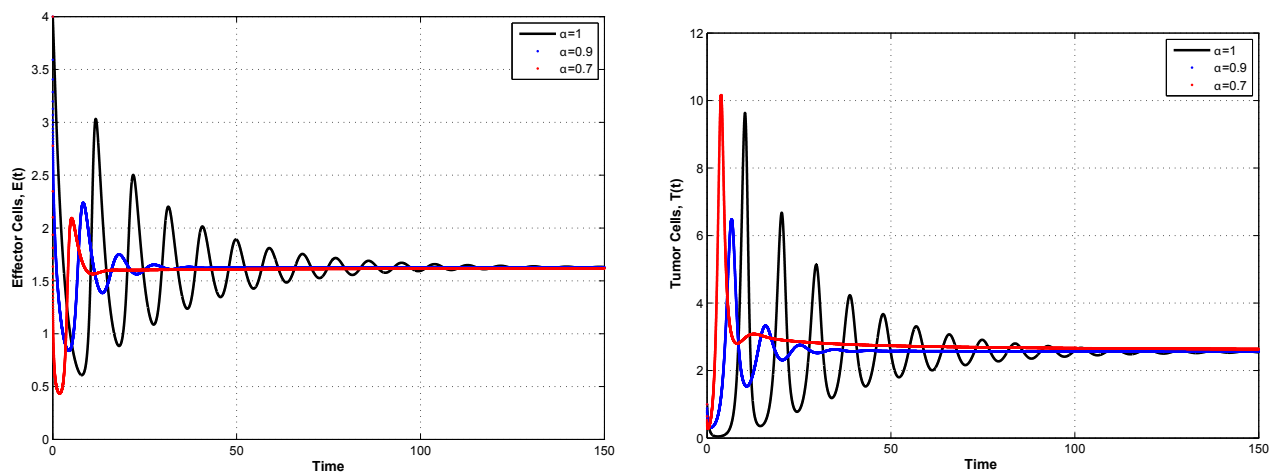 4
3.5
3
2.5
2
1.5
1
0.5
0
0
50
100
150
Effector Cells, E(t)
Time
α=1
α=0.9
α=0.7
12
10
8
6
4
2
0
0
50
100
150
Tumor Cells, T(t)
Time
α=1
α=0.9
α=0.7